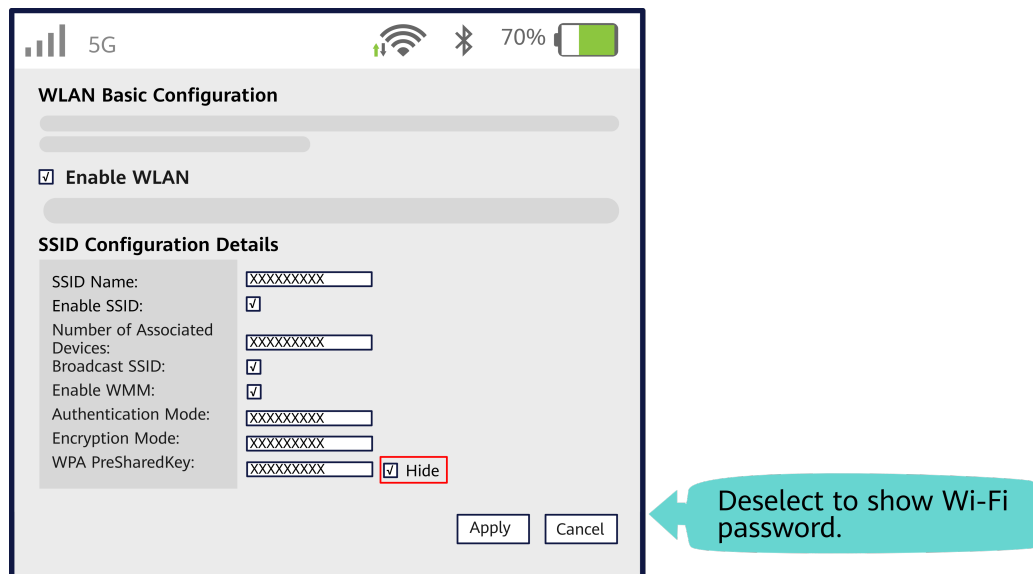 5G 70%
WLAN Basic Configuration
Enable WLAN
SSID Configuration Details
SSID Name: XXXXXXXXX
Enable SSID:
Number of Associated
Devices: XXXXXXXXX
Broadcast SSID:
Enable WMM:
Authentication Mode: XXXXXXXXX
Encryption Mode: XXXXXXXXX
WPA PreSharedKey: XXXXXXXXX Hide
Apply Cancel
Deselect to show Wi-Fi
password.